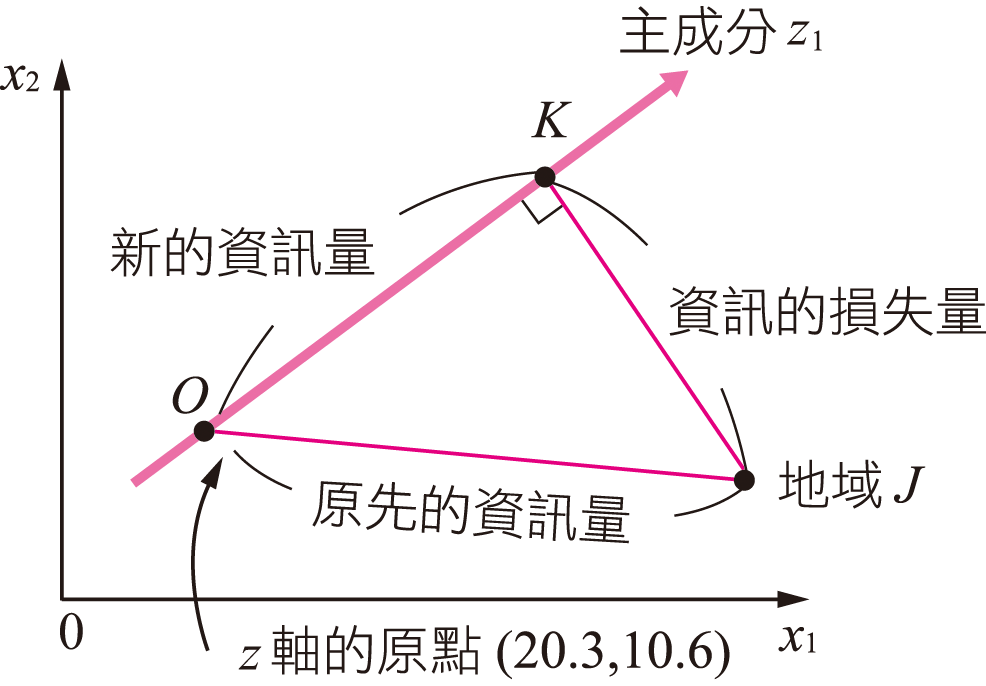 主成分 z1
x2
K
新的資訊量
資訊的損失量
O
地域 J
原先的資訊量
0
x1
z 軸的原點 (20.3,10.6)